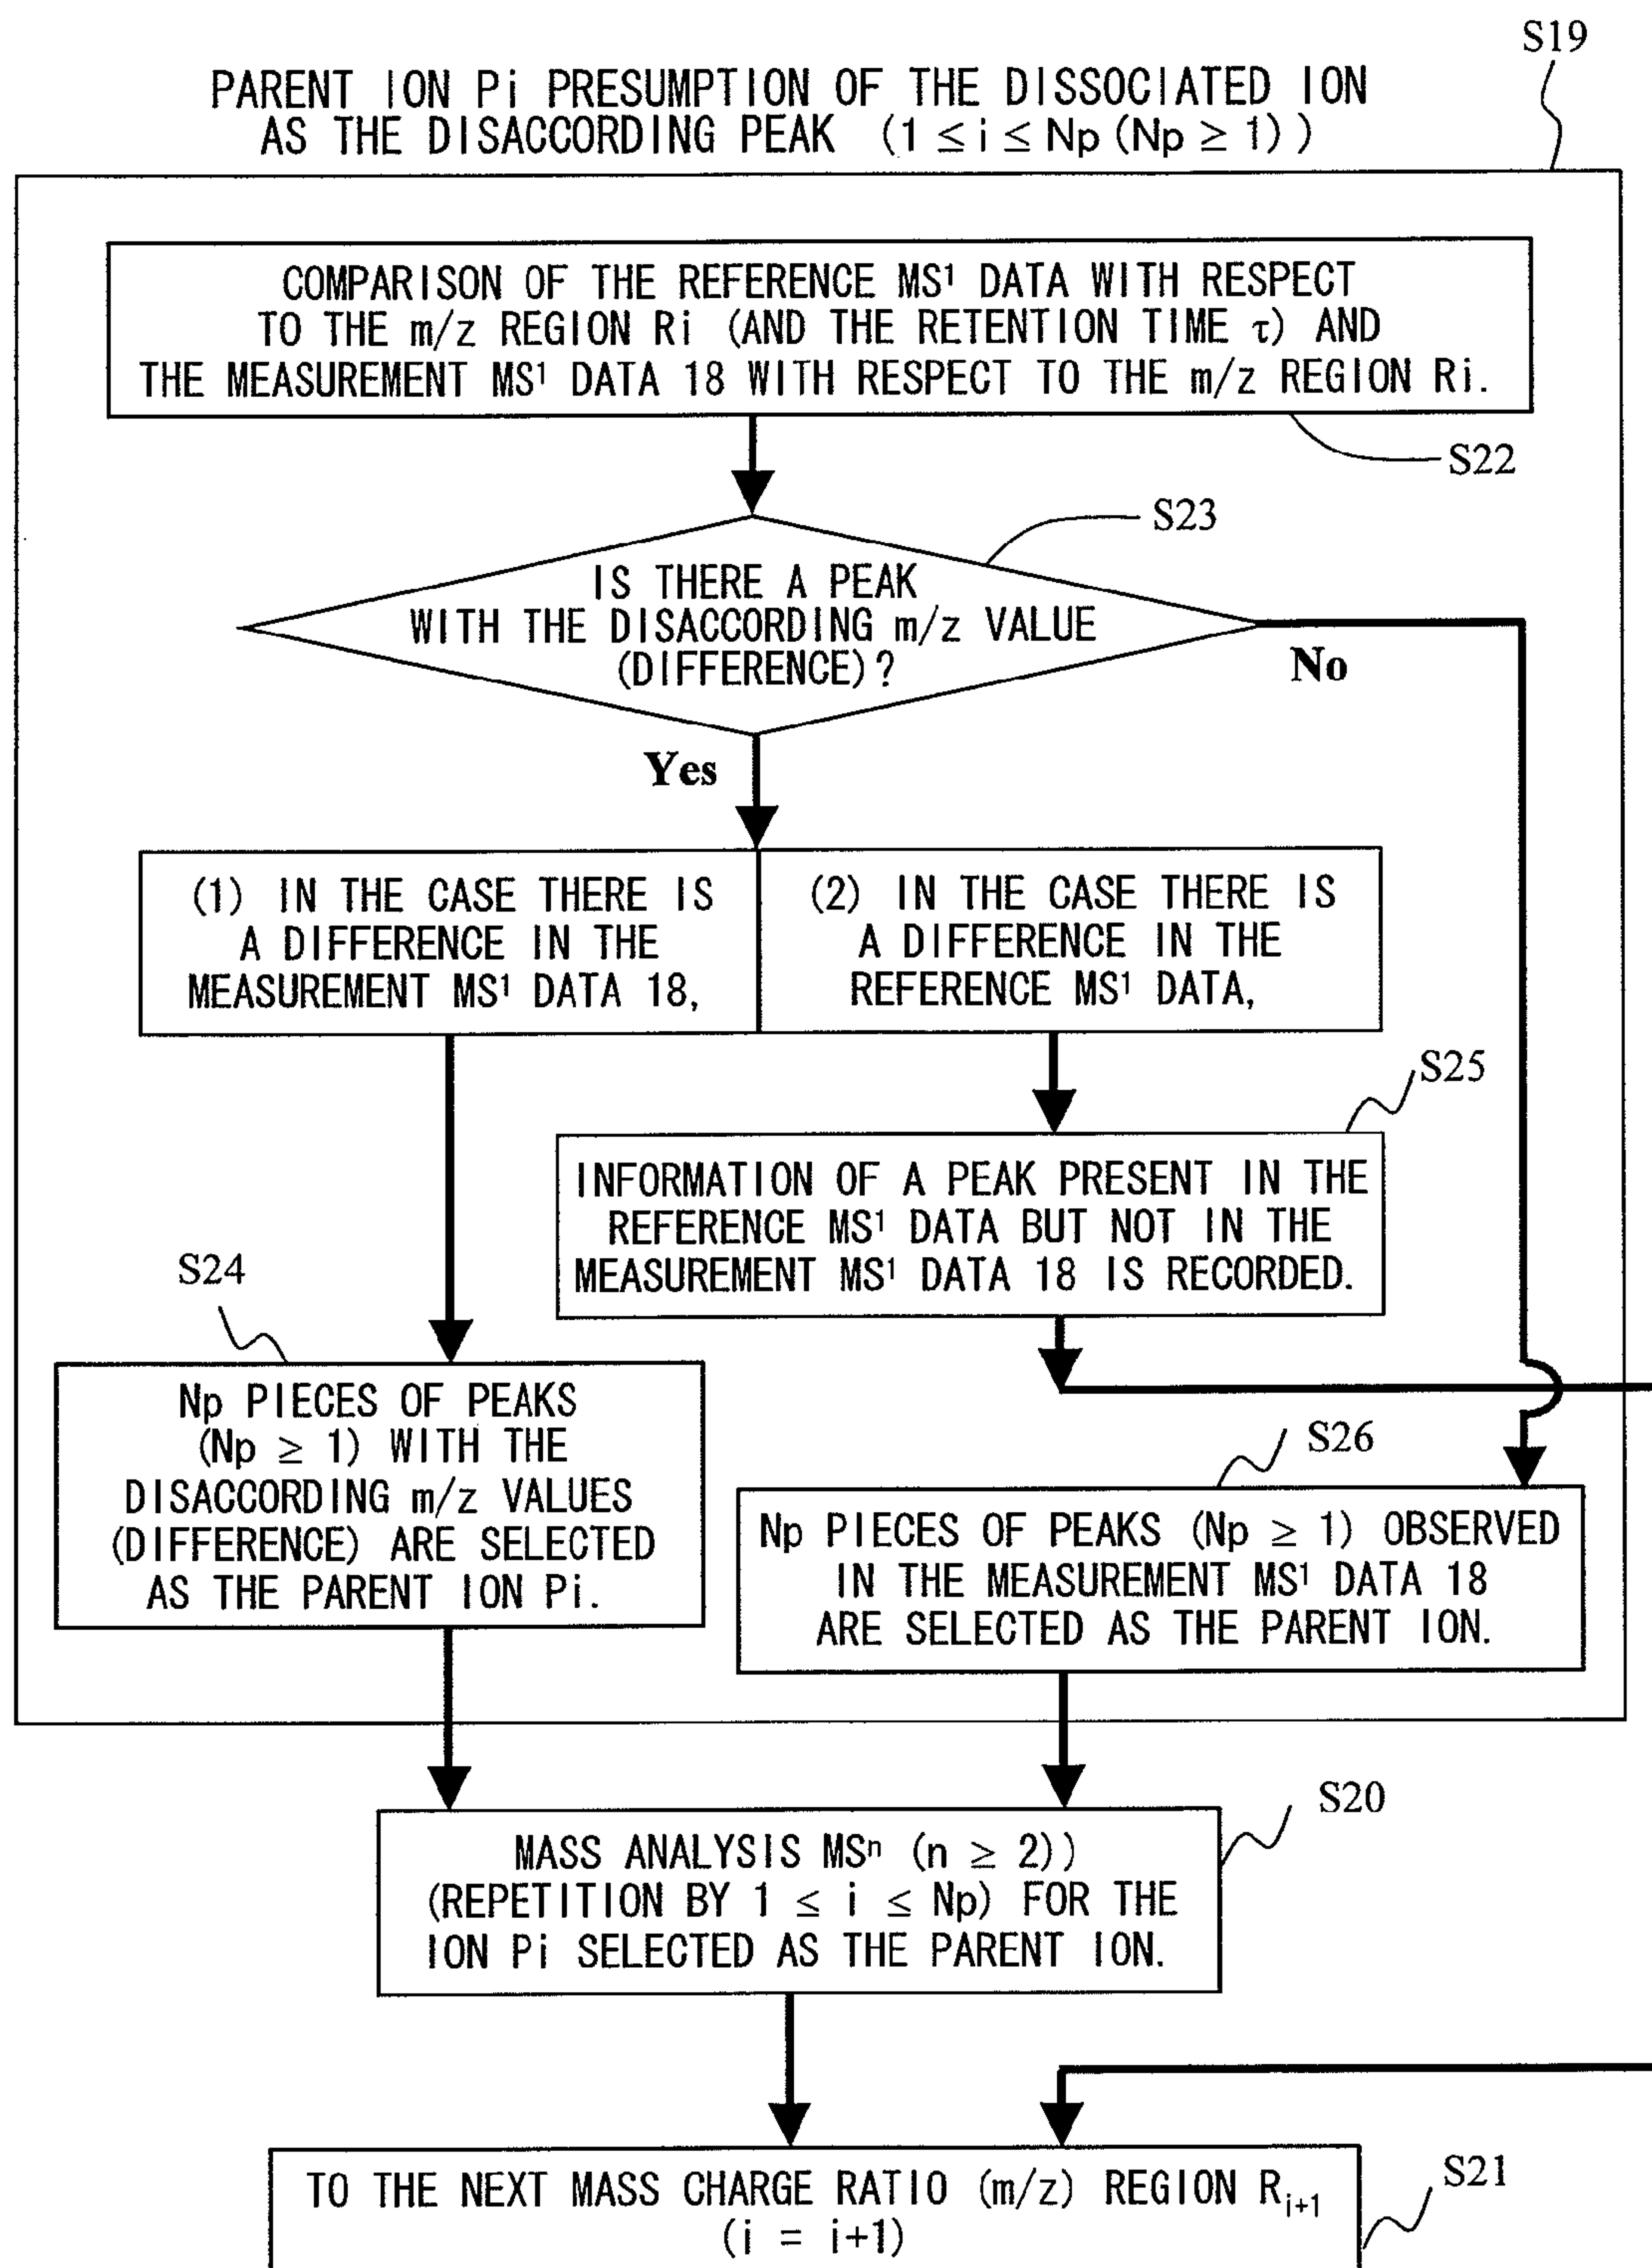 S19
PARENT ION Pi PRESUMPTION OF THE DISSOCIATED ION
AS THE DISACCORDING PEAK (1 ≤ i ≤ Np (Np ≥ 1))
COMPARISON OF THE REFERENCE MS¹ DATA WITH RESPECT
TO THE m/z REGION Ri (AND THE RETENTION TIME τ) AND
THE MEASUREMENT MS¹ DATA 18 WITH RESPECT TO THE m/z REGION Ri.
S22
S23
IS THERE A PEAK
WITH THE DISACCORDING m/z VALUE
(DIFFERENCE)?
No
Yes
(1) IN THE CASE THERE IS
A DIFFERENCE IN THE
MEASUREMENT MS¹ DATA 18,
(2) IN THE CASE THERE IS
A DIFFERENCE IN THE
REFERENCE MS¹ DATA,
S25
INFORMATION OF A PEAK PRESENT IN THE
REFERENCE MS¹ DATA BUT NOT IN THE
MEASUREMENT MS¹ DATA 18 IS RECORDED.
S24
Np PIECES OF PEAKS
(Np ≥ 1) WITH THE
DISACCORDING m/z VALUES
(DIFFERENCE) ARE SELECTED
AS THE PARENT ION Pi.
S26
Np PIECES OF PEAKS (Np ≥ 1) OBSERVED
IN THE MEASUREMENT MS¹ DATA 18
ARE SELECTED AS THE PARENT ION.
S20
MASS ANALYSIS MSⁿ (n ≥ 2))
(REPETITION BY 1 ≤ i ≤ Np) FOR THE
ION Pi SELECTED AS THE PARENT ION.
S21
TO THE NEXT MASS CHARGE RATIO (m/z) REGION Rᵢ₊₁
(i = i+1)